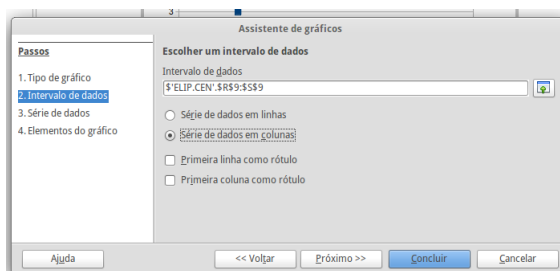 3
Assistente de gráficos
Passos
1. Tipo de gráfico
2. Intervalo de dados
3. Série de dados
4. Elementos do gráfico
Escolher um intervalo de dados
Intervalo de dados
$'ELIP.CEN'.$R$9:$S$9
Série de dados em linhas
Série de dados em colunas
Primeira linha como rótulo
Primeira coluna como rótulo
Ajuda
<< Voltar
Próximo >>
Concluir
Cancelar